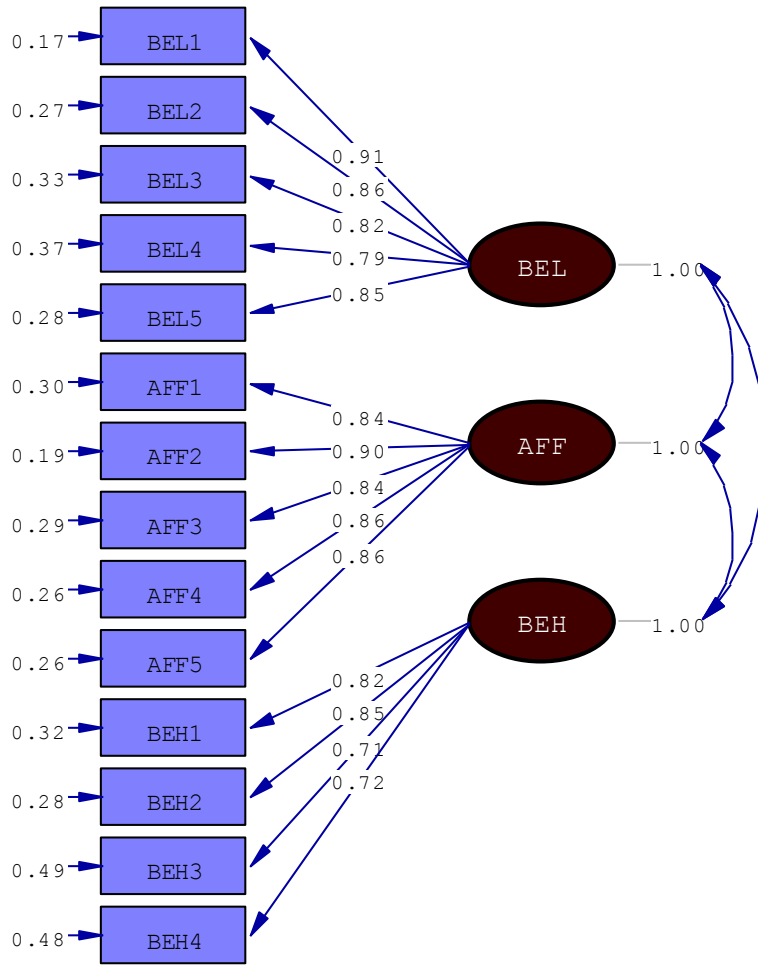 0.17 BEL1
0.27 BEL2
0.91
0.33 BEL3
0.86
0.82
0.37 BEL4
0.79
BEL 1.00
0.28 BEL5
0.85
0.30 AFF1
0.84
0.19 AFF2
0.90
AFF 1.00
0.84
0.29 AFF3
0.86
0.86
0.26 AFF4
BEH 1.00
0.26 AFF5
0.82
0.32 BEH1
0.85
0.71
0.72
0.28 BEH2
0.49 BEH3
0.48 BEH4